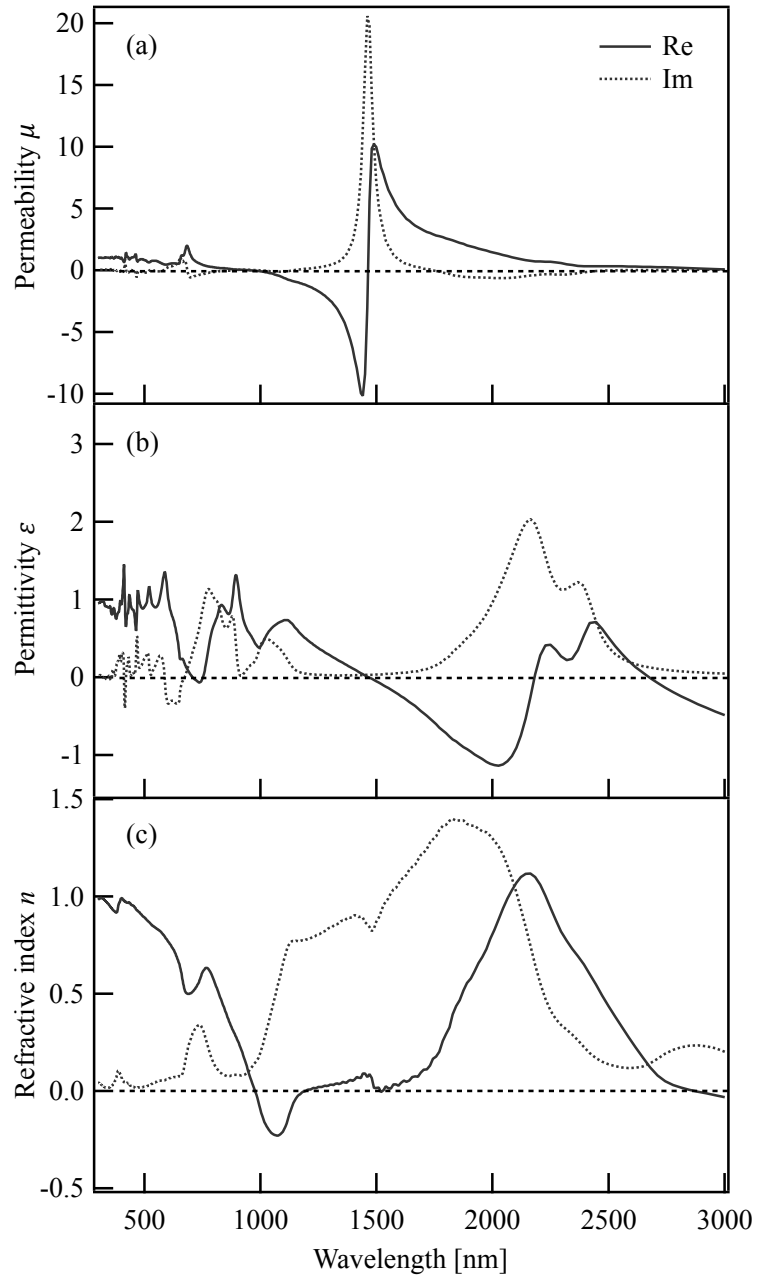 20
15
10
5
0
-5
-10
Permeability μ
(a)
Re
Im
3
2
1
0
-1
Permittivity ε
(b)
1.5
1.0
0.5
0.0
-0.5
Refractive index n
(c)
500 1000 1500 2000 2500 3000
Wavelength [nm]